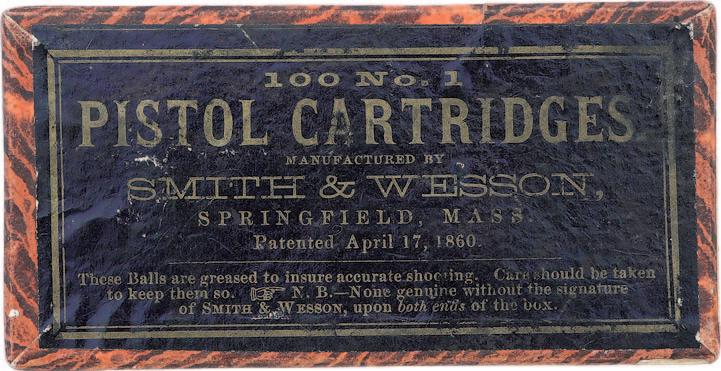 100 No. 1
PISTOL CARTRIDGES
MANUFACTURED BY
SMITH & WESSON,
SPRINGFIELD, MASS.
Patented April 17, 1860.
These Balls are greased to insure accurate shooting. Care should be taken
to keep them so. ☞ N. B.—None genuine without the signature
of SMITH & WESSON, upon both ends of the box.